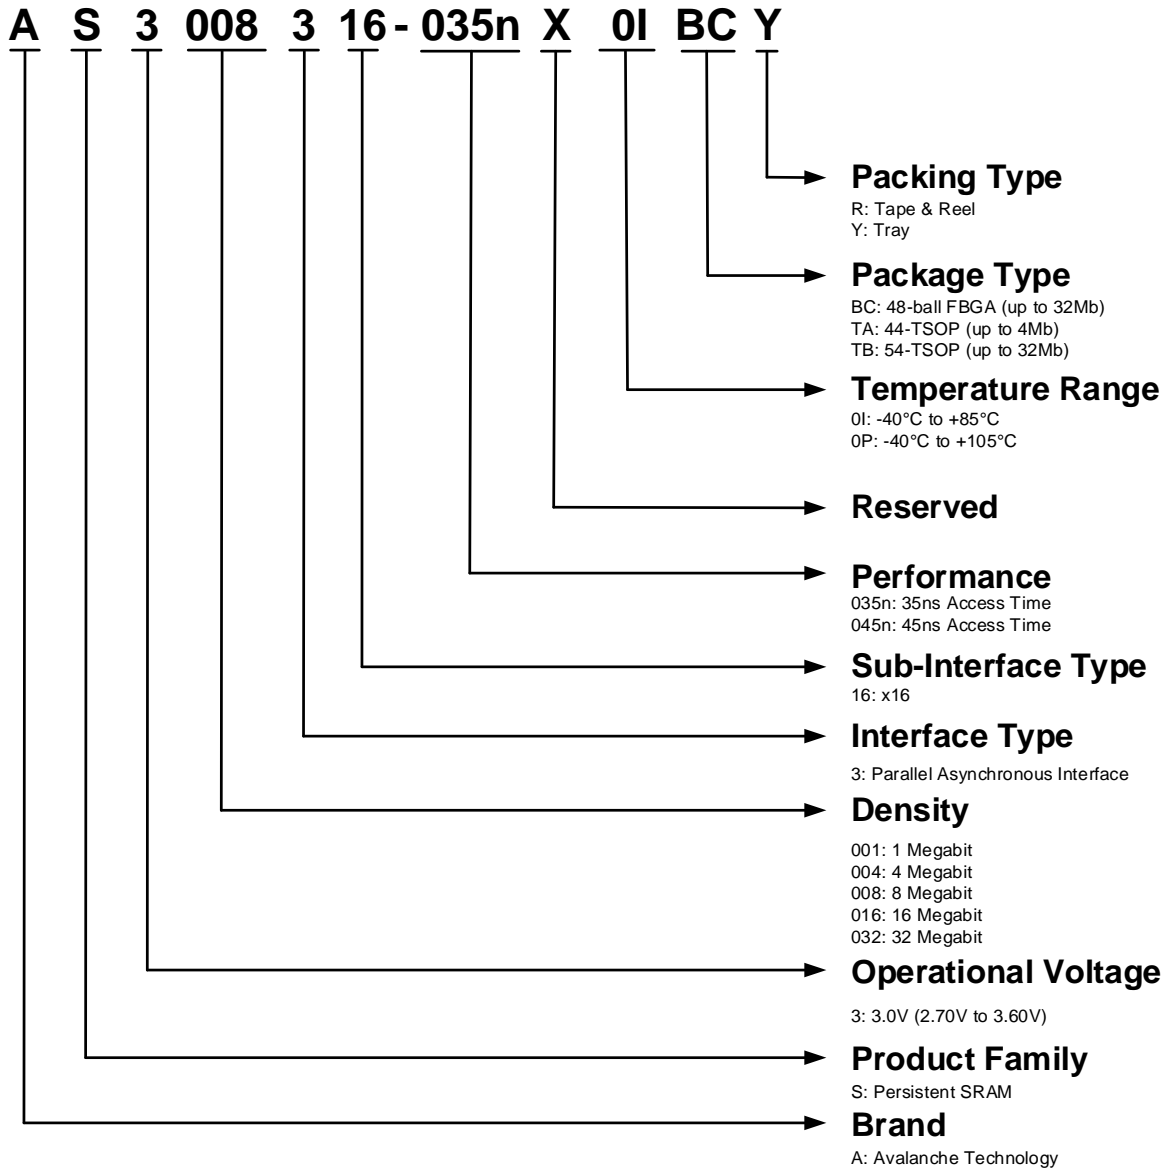 A S 3 008 3 16 - 035n X 0I BC Y
Packing Type
R: Tape & Reel
Y: Tray
Package Type
BC: 48-ball FBGA (up to 32Mb)
TA: 44-TSOP (up to 4Mb)
TB: 54-TSOP (up to 32Mb)
Temperature Range
0I: -40°C to +85°C
0P: -40°C to +105°C
Reserved
Performance
035n: 35ns Access Time
045n: 45ns Access Time
Sub-Interface Type
16: x16
Interface Type
3: Parallel Asynchronous Interface
Density
001: 1 Megabit
004: 4 Megabit
008: 8 Megabit
016: 16 Megabit
032: 32 Megabit
Operational Voltage
3: 3.0V (2.70V to 3.60V)
Product Family
S: Persistent SRAM
Brand
A: Avalanche Technology